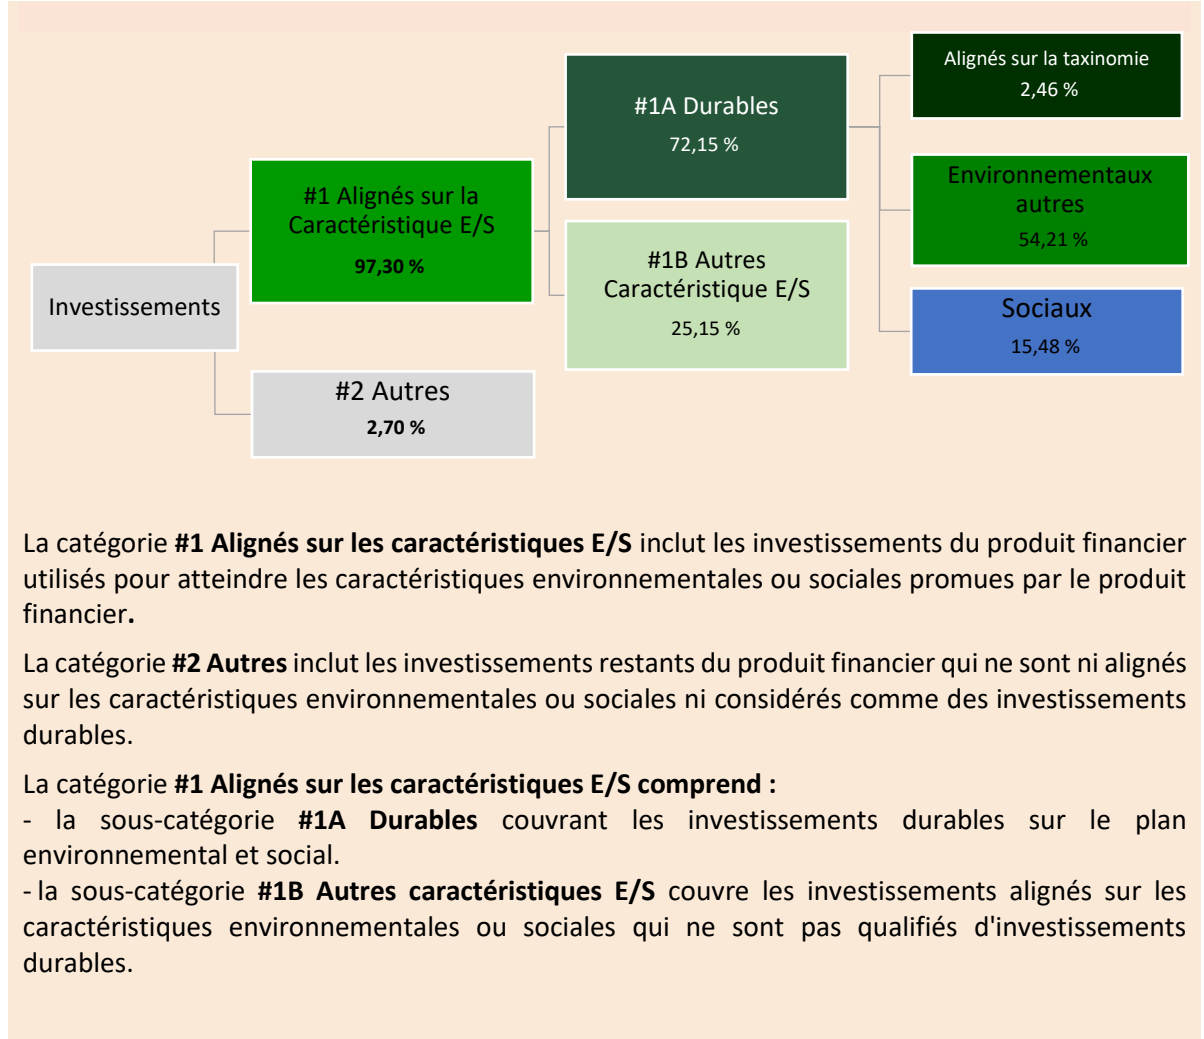 Investissements
#1 Alignés sur la
Caractéristique E/S
97,30 %
#2 Autres
2,70 %
#1A Durables
72,15 %
#1B Autres
Caractéristique E/S
25,15 %
Alignés sur la taxinomie
2,46 %
Environnementaux
autres
54,21 %
Sociaux
15,48 %
La catégorie #1 Alignés sur les caractéristiques E/S inclut les investissements du produit financier
utilisés pour atteindre les caractéristiques environnementales ou sociales promues par le produit
financier.
La catégorie #2 Autres inclut les investissements restants du produit financier qui ne sont ni alignés
sur les caractéristiques environnementales ou sociales ni considérés comme des investissements
durables.
La catégorie #1 Alignés sur les caractéristiques E/S comprend :
- la sous-catégorie #1A Durables couvrant les investissements durables sur le plan
environnemental et social.
- la sous-catégorie #1B Autres caractéristiques E/S couvre les investissements alignés sur les
caractéristiques environnementales ou sociales qui ne sont pas qualifiés d'investissements
durables.